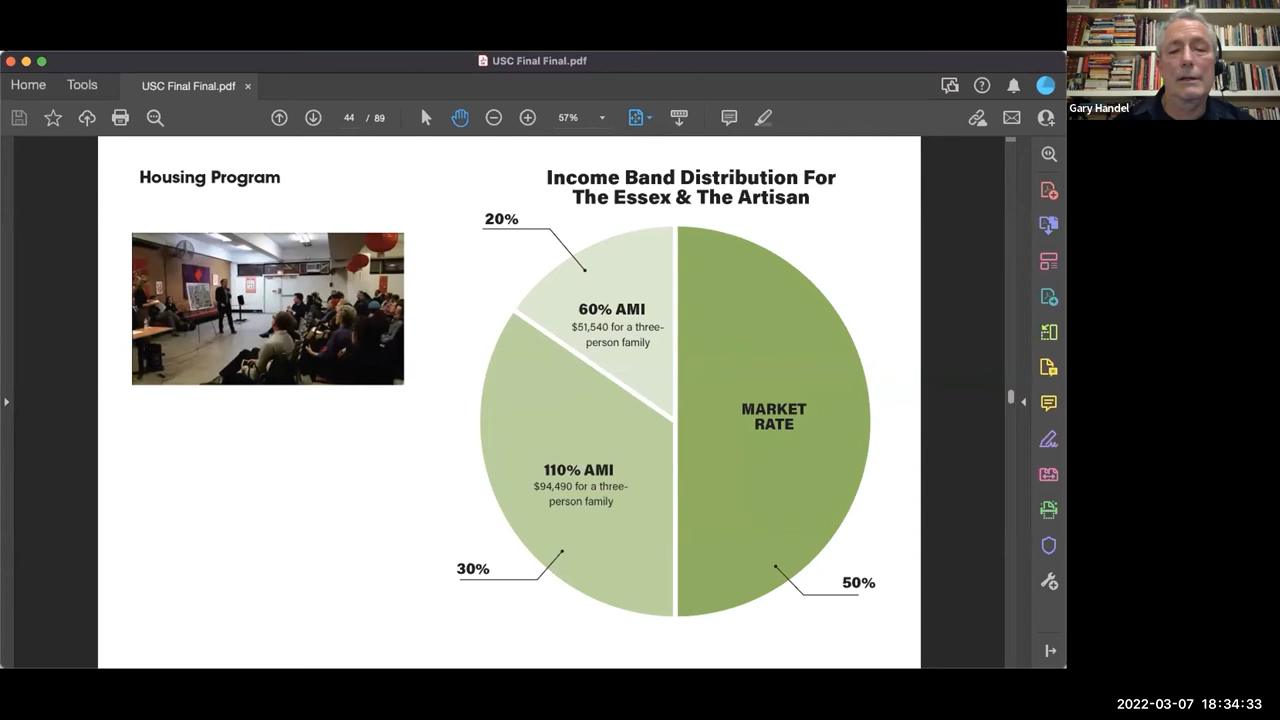 USC Final Final.pdf
Home
Tools
USC Final Final.pdf ×
44 / 89
57%
Gary Handel
Housing Program
Income Band Distribution For
The Essex & The Artisan
20%
60% AMI
$51,540 for a three-
person family
MARKET
RATE
110% AMI
$94,490 for a three-
person family
30%
50%
2022-03-07 18:34:33